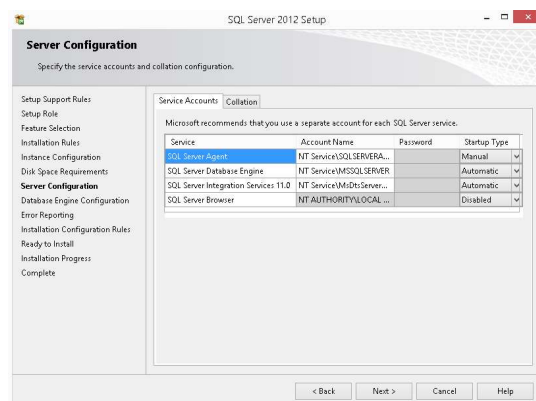 SQL Server 2012 Setup
Server Configuration
Specify the service accounts and collation configuration.
Setup Support Rules
Setup Role
Feature Selection
Installation Rules
Instance Configuration
Disk Space Requirements
Server Configuration
Database Engine Configuration
Error Reporting
Installation Configuration Rules
Ready to Install
Installation Progress
Complete
Service Accounts Collation
Microsoft recommends that you use a separate account for each SQL Server service.
Service Account Name Password Startup Type
SQL Server Agent NT Service\SQLSERVERA... Manual
SQL Server Database Engine NT Service\MSSQLSERVER Automatic
SQL Server Integration Services 11.0 NT Service\MsDtsServer... Automatic
SQL Server Browser NT AUTHORITY\LOCAL ... Disabled
< Back Next > Cancel Help